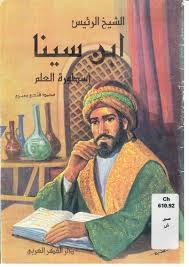 الشيخ الرئيس
ابن سينا
أسطورة العلم
Ch
610.92
دار الفكر العربي